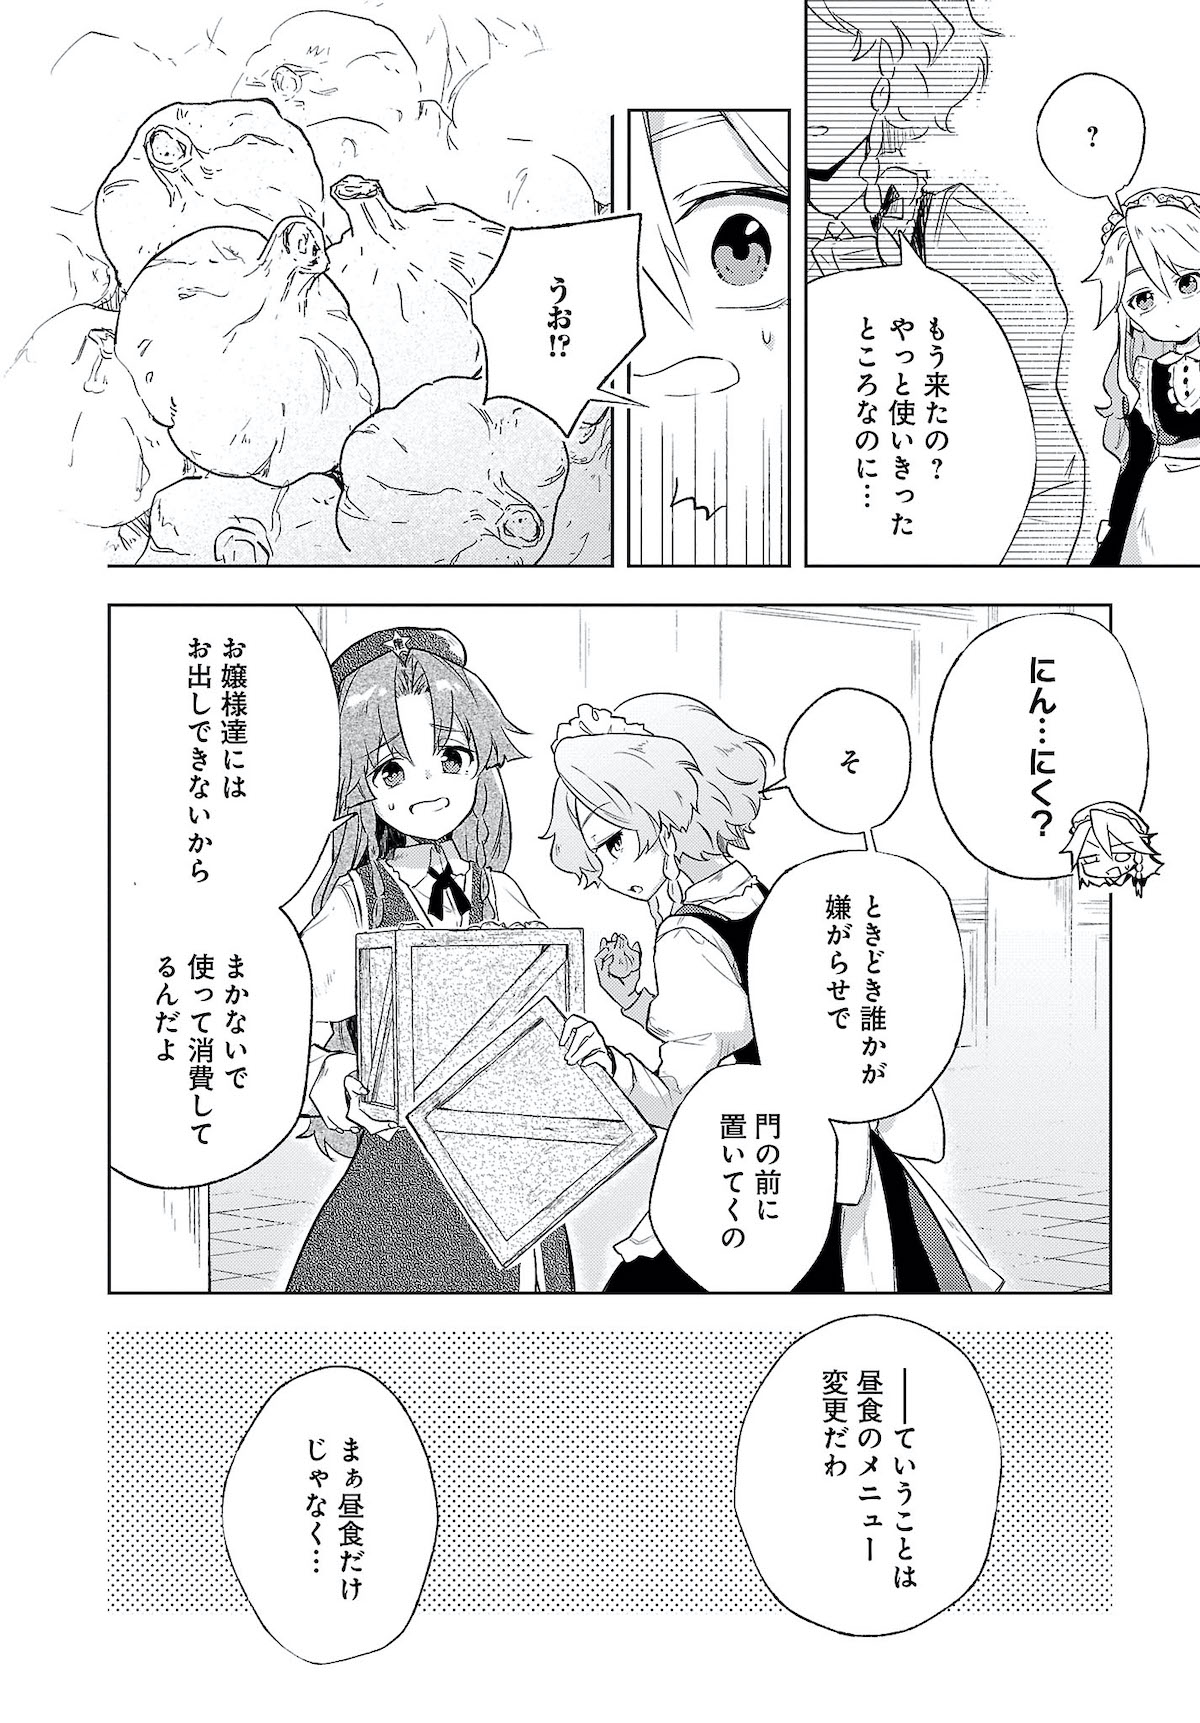 ?
もう来たの?
やっと使いきった
ところなのに…
うお!?
にん…にく?
そ
ときどき誰かが
嫌がらせで
門の前に
置いてくの
お嬢様達には
お出しできないから
まかないで
使って消費して
るんだよ
――ていうことは
昼食のメニュー
変更だわ
まぁ昼食だけ
じゃなく…